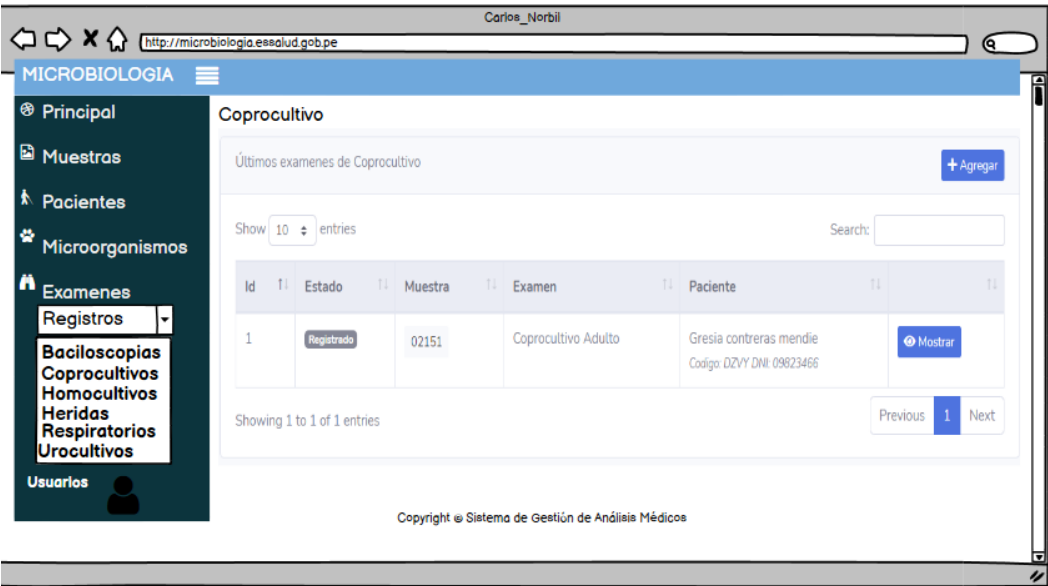 Carlos_Norbil
http://microbiologia.essalud.gob.pe
MICROBIOLOGIA
Principal
Muestras
Pacientes
Microorganismos
Examenes
Registros
Baciloscopias
Coprocultivos
Homocultivos
Heridas
Respiratorios
Urocultivos
Usuarios
Coprocultivo
Últimos examenes de Coprocultivo
+ Agregar
Show 10 entries
Search:
Id Estado Muestra Examen Paciente
1 Registrado 02151 Coprocultivo Adulto Gresia contreras mendie Mostrar
Codigo: DZVY DNI: 09823466
Showing 1 to 1 of 1 entries
Previous 1 Next
Copyright © Sistema de Gestión de Análisis Médicos